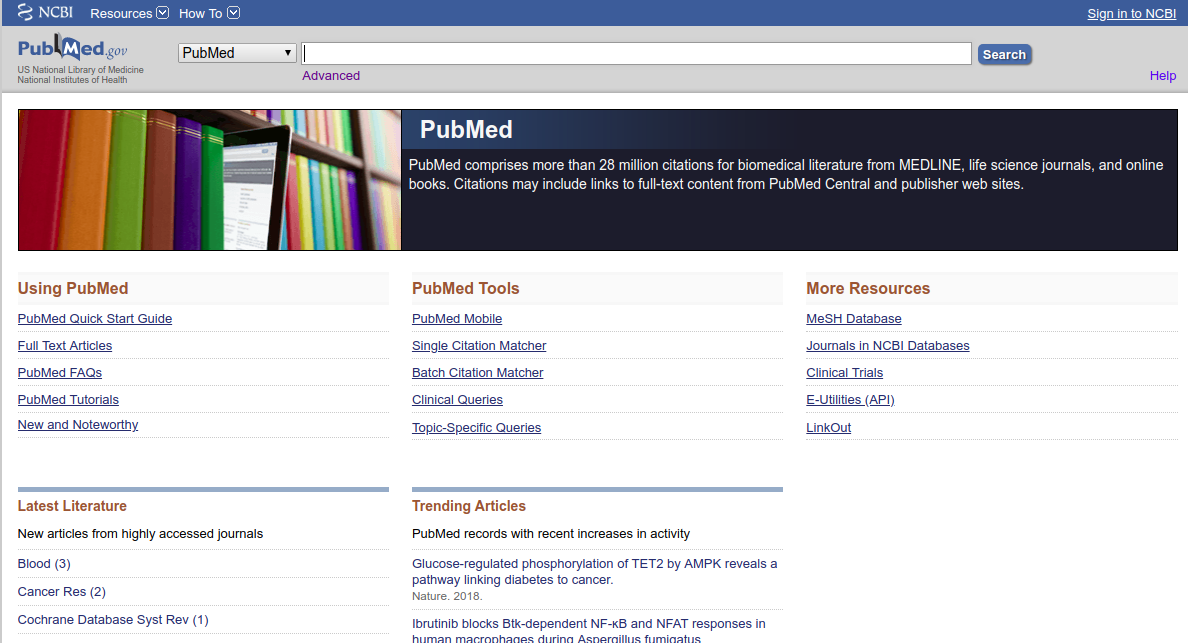 NCBI Resources How To Sign in to NCBI
PubMed.gov
US National Library of Medicine
National Institutes of Health
PubMed
Search
Advanced
Help
PubMed
PubMed comprises more than 28 million citations for biomedical literature from MEDLINE, life science journals, and online
books. Citations may include links to full-text content from PubMed Central and publisher web sites.
Using PubMed
PubMed Quick Start Guide
Full Text Articles
PubMed FAQs
PubMed Tutorials
New and Noteworthy
PubMed Tools
PubMed Mobile
Single Citation Matcher
Batch Citation Matcher
Clinical Queries
Topic-Specific Queries
More Resources
MeSH Database
Journals in NCBI Databases
Clinical Trials
E-Utilities (API)
LinkOut
Latest Literature
New articles from highly accessed journals
Blood (3)
Cancer Res (2)
Cochrane Database Syst Rev (1)
Trending Articles
PubMed records with recent increases in activity
Glucose-regulated phosphorylation of TET2 by AMPK reveals a
pathway linking diabetes to cancer.
Nature. 2018.
Ibrutinib blocks Btk-dependent NF-κB and NFAT responses in
human macrophages during Aspergillus fumigatus